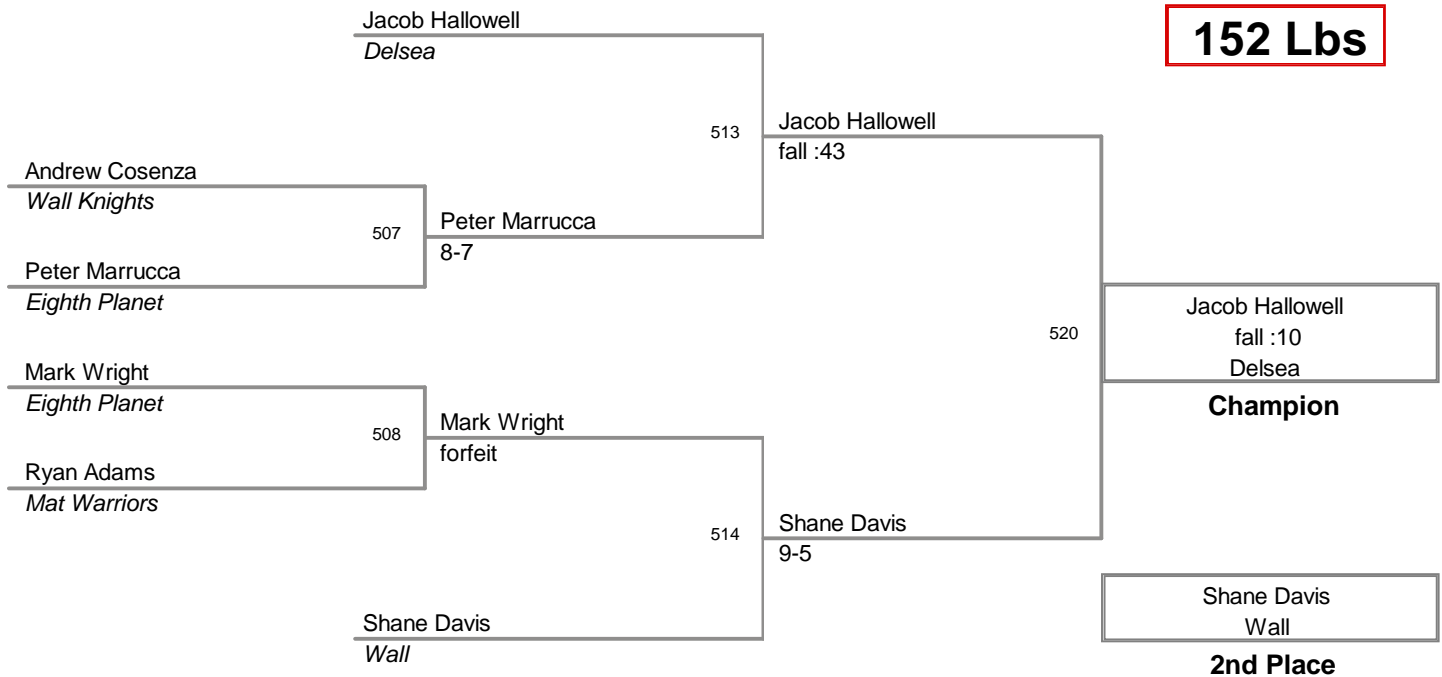 Jacob Hallowell
Delsea
152 Lbs
513
Jacob Hallowell
fall :43
Andrew Cosenza
Wall Knights
507
Peter Marrucca
8-7
Peter Marrucca
Eighth Planet
520
Jacob Hallowell
fall :10
Delsea
Champion
Mark Wright
Eighth Planet
508
Mark Wright
forfeit
Ryan Adams
Mat Warriors
514
Shane Davis
9-5
Shane Davis
Wall
Shane Davis
Wall
2nd Place